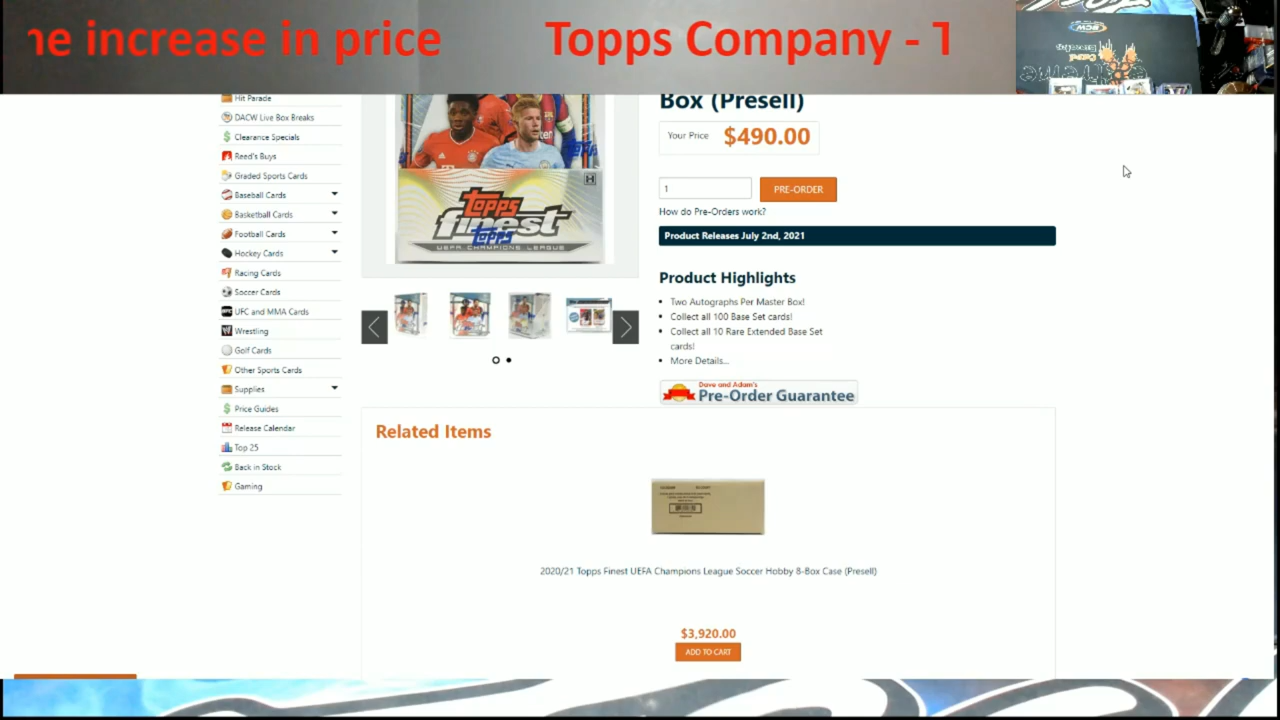 ne increase in price Topps Company - T
Hit Parade
DACW Live Box Breaks
Clearance Specials
Reed's Buys
Graded Sports Cards
Baseball Cards
Basketball Cards
Football Cards
Hockey Cards
Racing Cards
Soccer Cards
UFC and MMA Cards
Wrestling
Golf Cards
Other Sports Cards
Supplies
Price Guides
Release Calendar
Top 25
Back in Stock
Gaming
H
Topps
finest
Topps
UEFA CHAMPIONS LEAGUE
Box (Presell)
Your Price $490.00
1
PRE-ORDER
How do Pre-Orders work?
Product Releases July 2nd, 2021
Product Highlights
Two Autographs Per Master Box!
Collect all 100 Base Set cards!
Collect all 10 Rare Extended Base Set
cards!
More Details...
Dave and Adam's
Pre-Order Guarantee
Related Items
2020/21 Topps Finest UEFA Champions League Soccer Hobby 8-Box Case (Presell)
$3,920.00
ADD TO CART